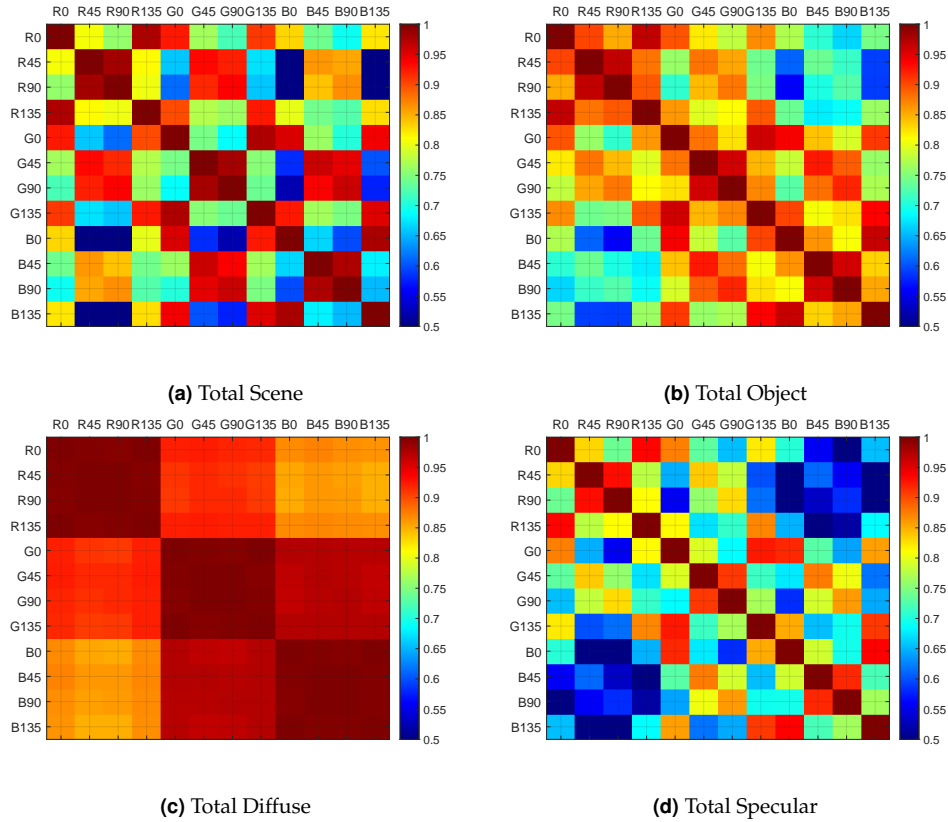 R0 R45 R90 R135 G0 G45 G90 G135 B0 B45 B90 B135
R0
R45
R90
R135
G0
G45
G90
G135
B0
B45
B90
B135
1
0.95
0.9
0.85
0.8
0.75
0.7
0.65
0.6
0.55
0.5
(a) Total Scene
R0 R45 R90 R135 G0 G45 G90 G135 B0 B45 B90 B135
R0
R45
R90
R135
G0
G45
G90
G135
B0
B45
B90
B135
1
0.95
0.9
0.85
0.8
0.75
0.7
0.65
0.6
0.55
0.5
(b) Total Object
R0 R45 R90 R135 G0 G45 G90 G135 B0 B45 B90 B135
R0
R45
R90
R135
G0
G45
G90
G135
B0
B45
B90
B135
1
0.95
0.9
0.85
0.8
0.75
0.7
0.65
0.6
0.55
0.5
(c) Total Diffuse
R0 R45 R90 R135 G0 G45 G90 G135 B0 B45 B90 B135
R0
R45
R90
R135
G0
G45
G90
G135
B0
B45
B90
B135
1
0.95
0.9
0.85
0.8
0.75
0.7
0.65
0.6
0.55
0.5
(d) Total Specular